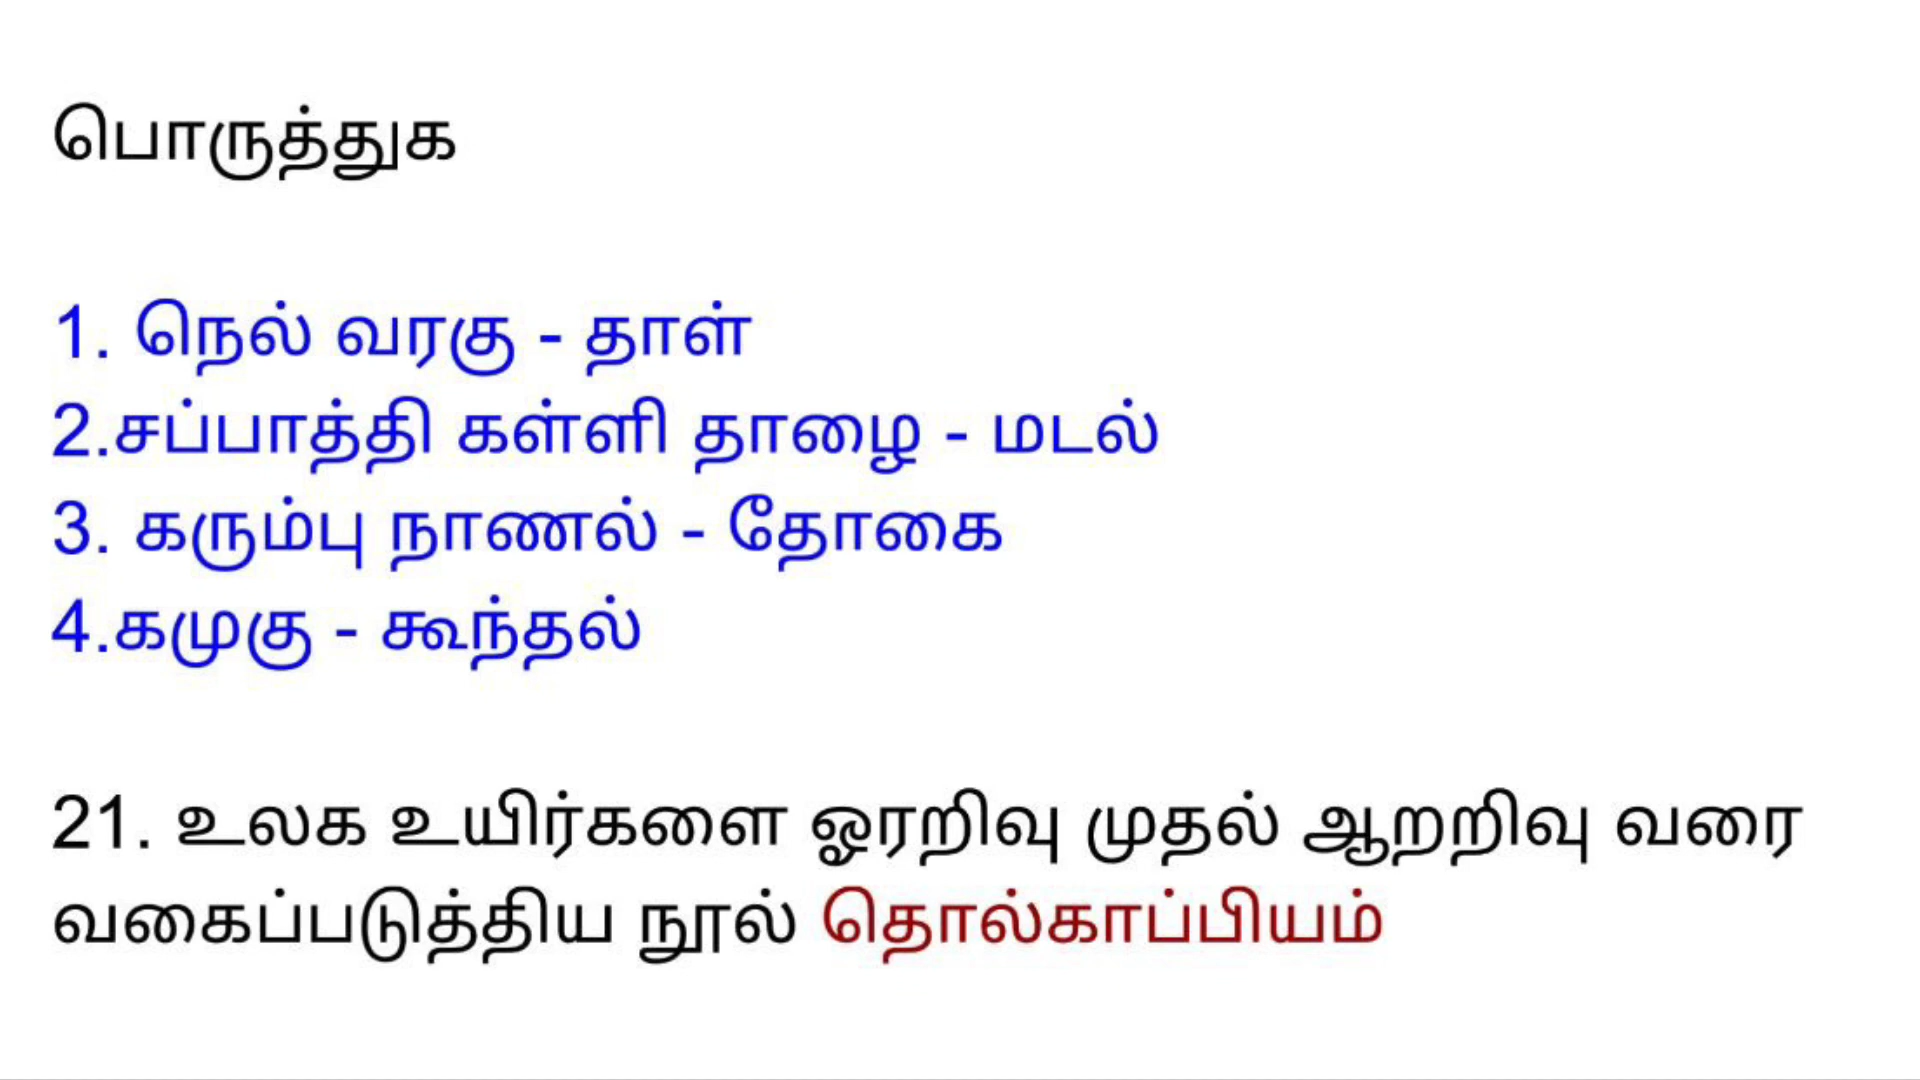 பொருத்துக
1. நெல் வரகு - தாள்
2.சப்பாத்தி கள்ளி தாழை - மடல்
3. கரும்பு நாணல் - தோகை
4.கமுகு - கூந்தல்
21. உலக உயிர்களை ஓரறிவு முதல் ஆறறிவு வரை
வகைப்படுத்திய நூல் தொல்காப்பியம்